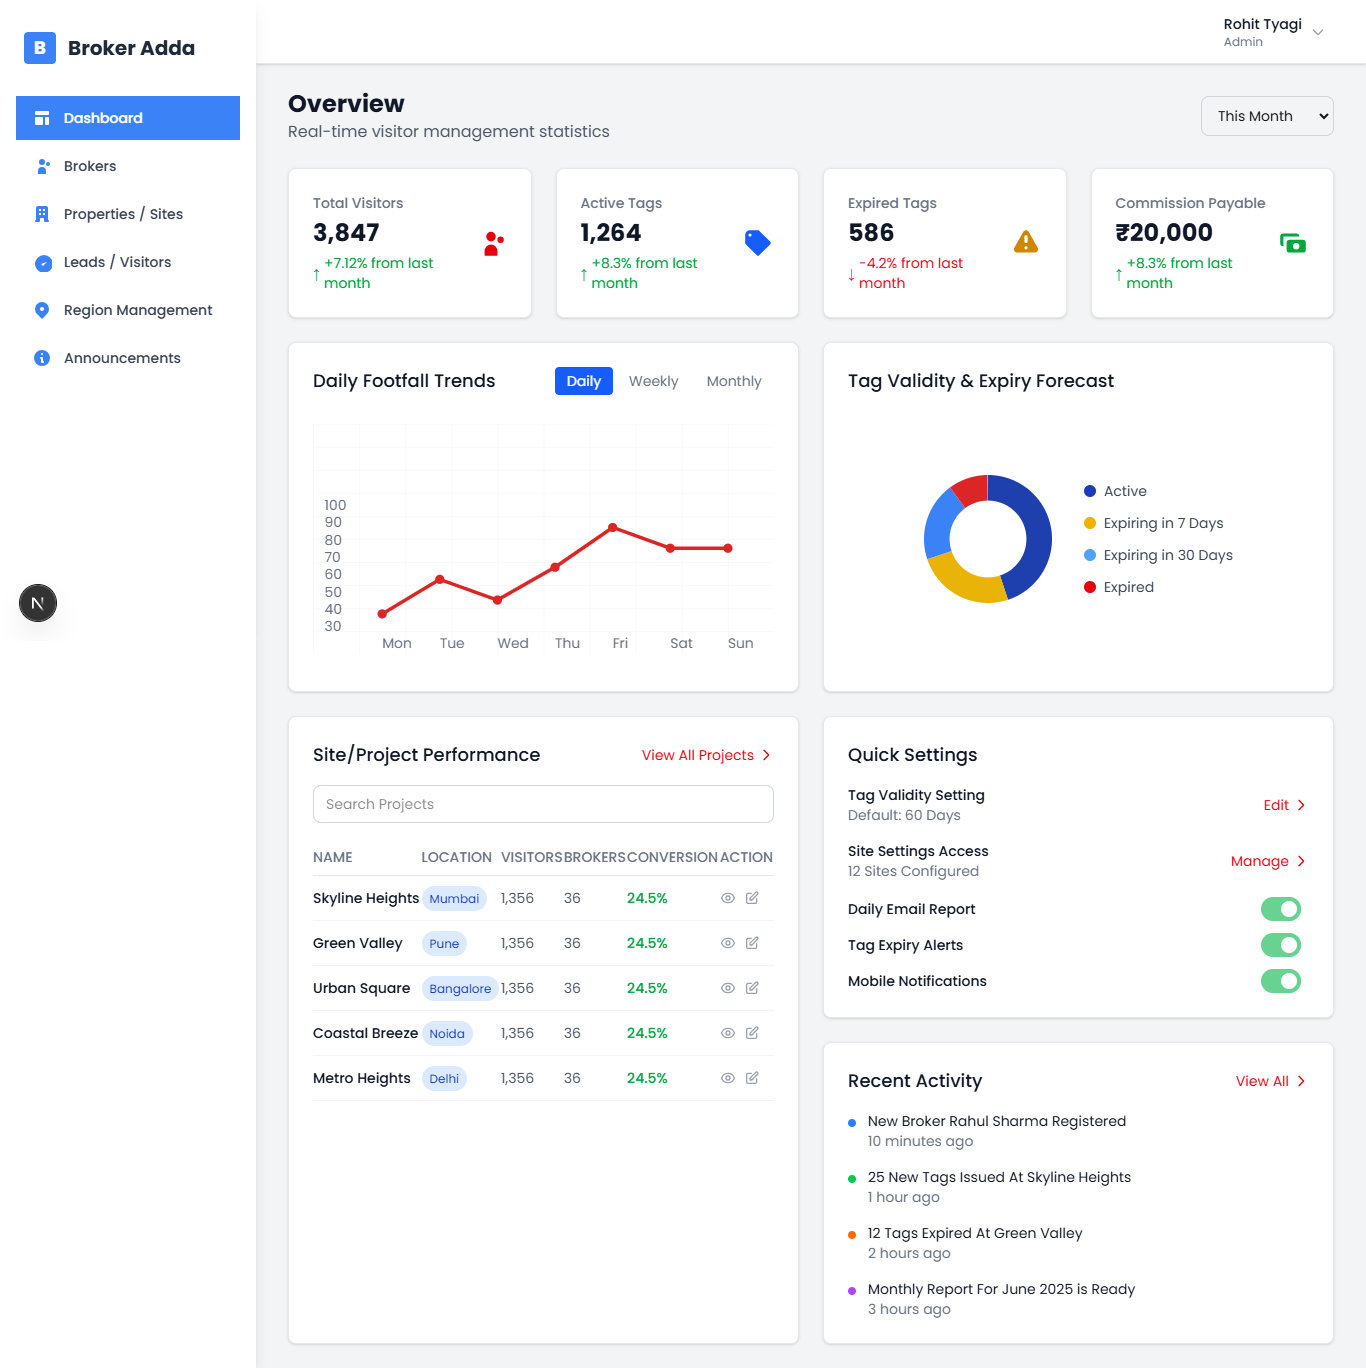 B Broker Adda
Rohit Tyagi
Admin
Dashboard
Brokers
Properties / Sites
Leads / Visitors
Region Management
Announcements
N
Overview
Real-time visitor management statistics
This Month
Total Visitors
3,847
↑ +7.12% from last
month
Active Tags
1,264
↑ +8.3% from last
month
Expired Tags
586
↓ -4.2% from last
month
Commission Payable
₹20,000
↑ +8.3% from last
month
Daily Footfall Trends
Daily Weekly Monthly
100
90
80
70
60
50
40
30
Mon Tue Wed Thu Fri Sat Sun
Tag Validity & Expiry Forecast
Active
Expiring in 7 Days
Expiring in 30 Days
Expired
Site/Project Performance
View All Projects
Search Projects
NAME LOCATION VISITORS BROKERS CONVERSION ACTION
Skyline Heights Mumbai 1,356 36 24.5%
Green Valley Pune 1,356 36 24.5%
Urban Square Bangalore 1,356 36 24.5%
Coastal Breeze Noida 1,356 36 24.5%
Metro Heights Delhi 1,356 36 24.5%
Quick Settings
Tag Validity Setting
Default: 60 Days
Edit
Site Settings Access
12 Sites Configured
Manage
Daily Email Report
Tag Expiry Alerts
Mobile Notifications
Recent Activity
View All
New Broker Rahul Sharma Registered
10 minutes ago
25 New Tags Issued At Skyline Heights
1 hour ago
12 Tags Expired At Green Valley
2 hours ago
Monthly Report For June 2025 is Ready
3 hours ago